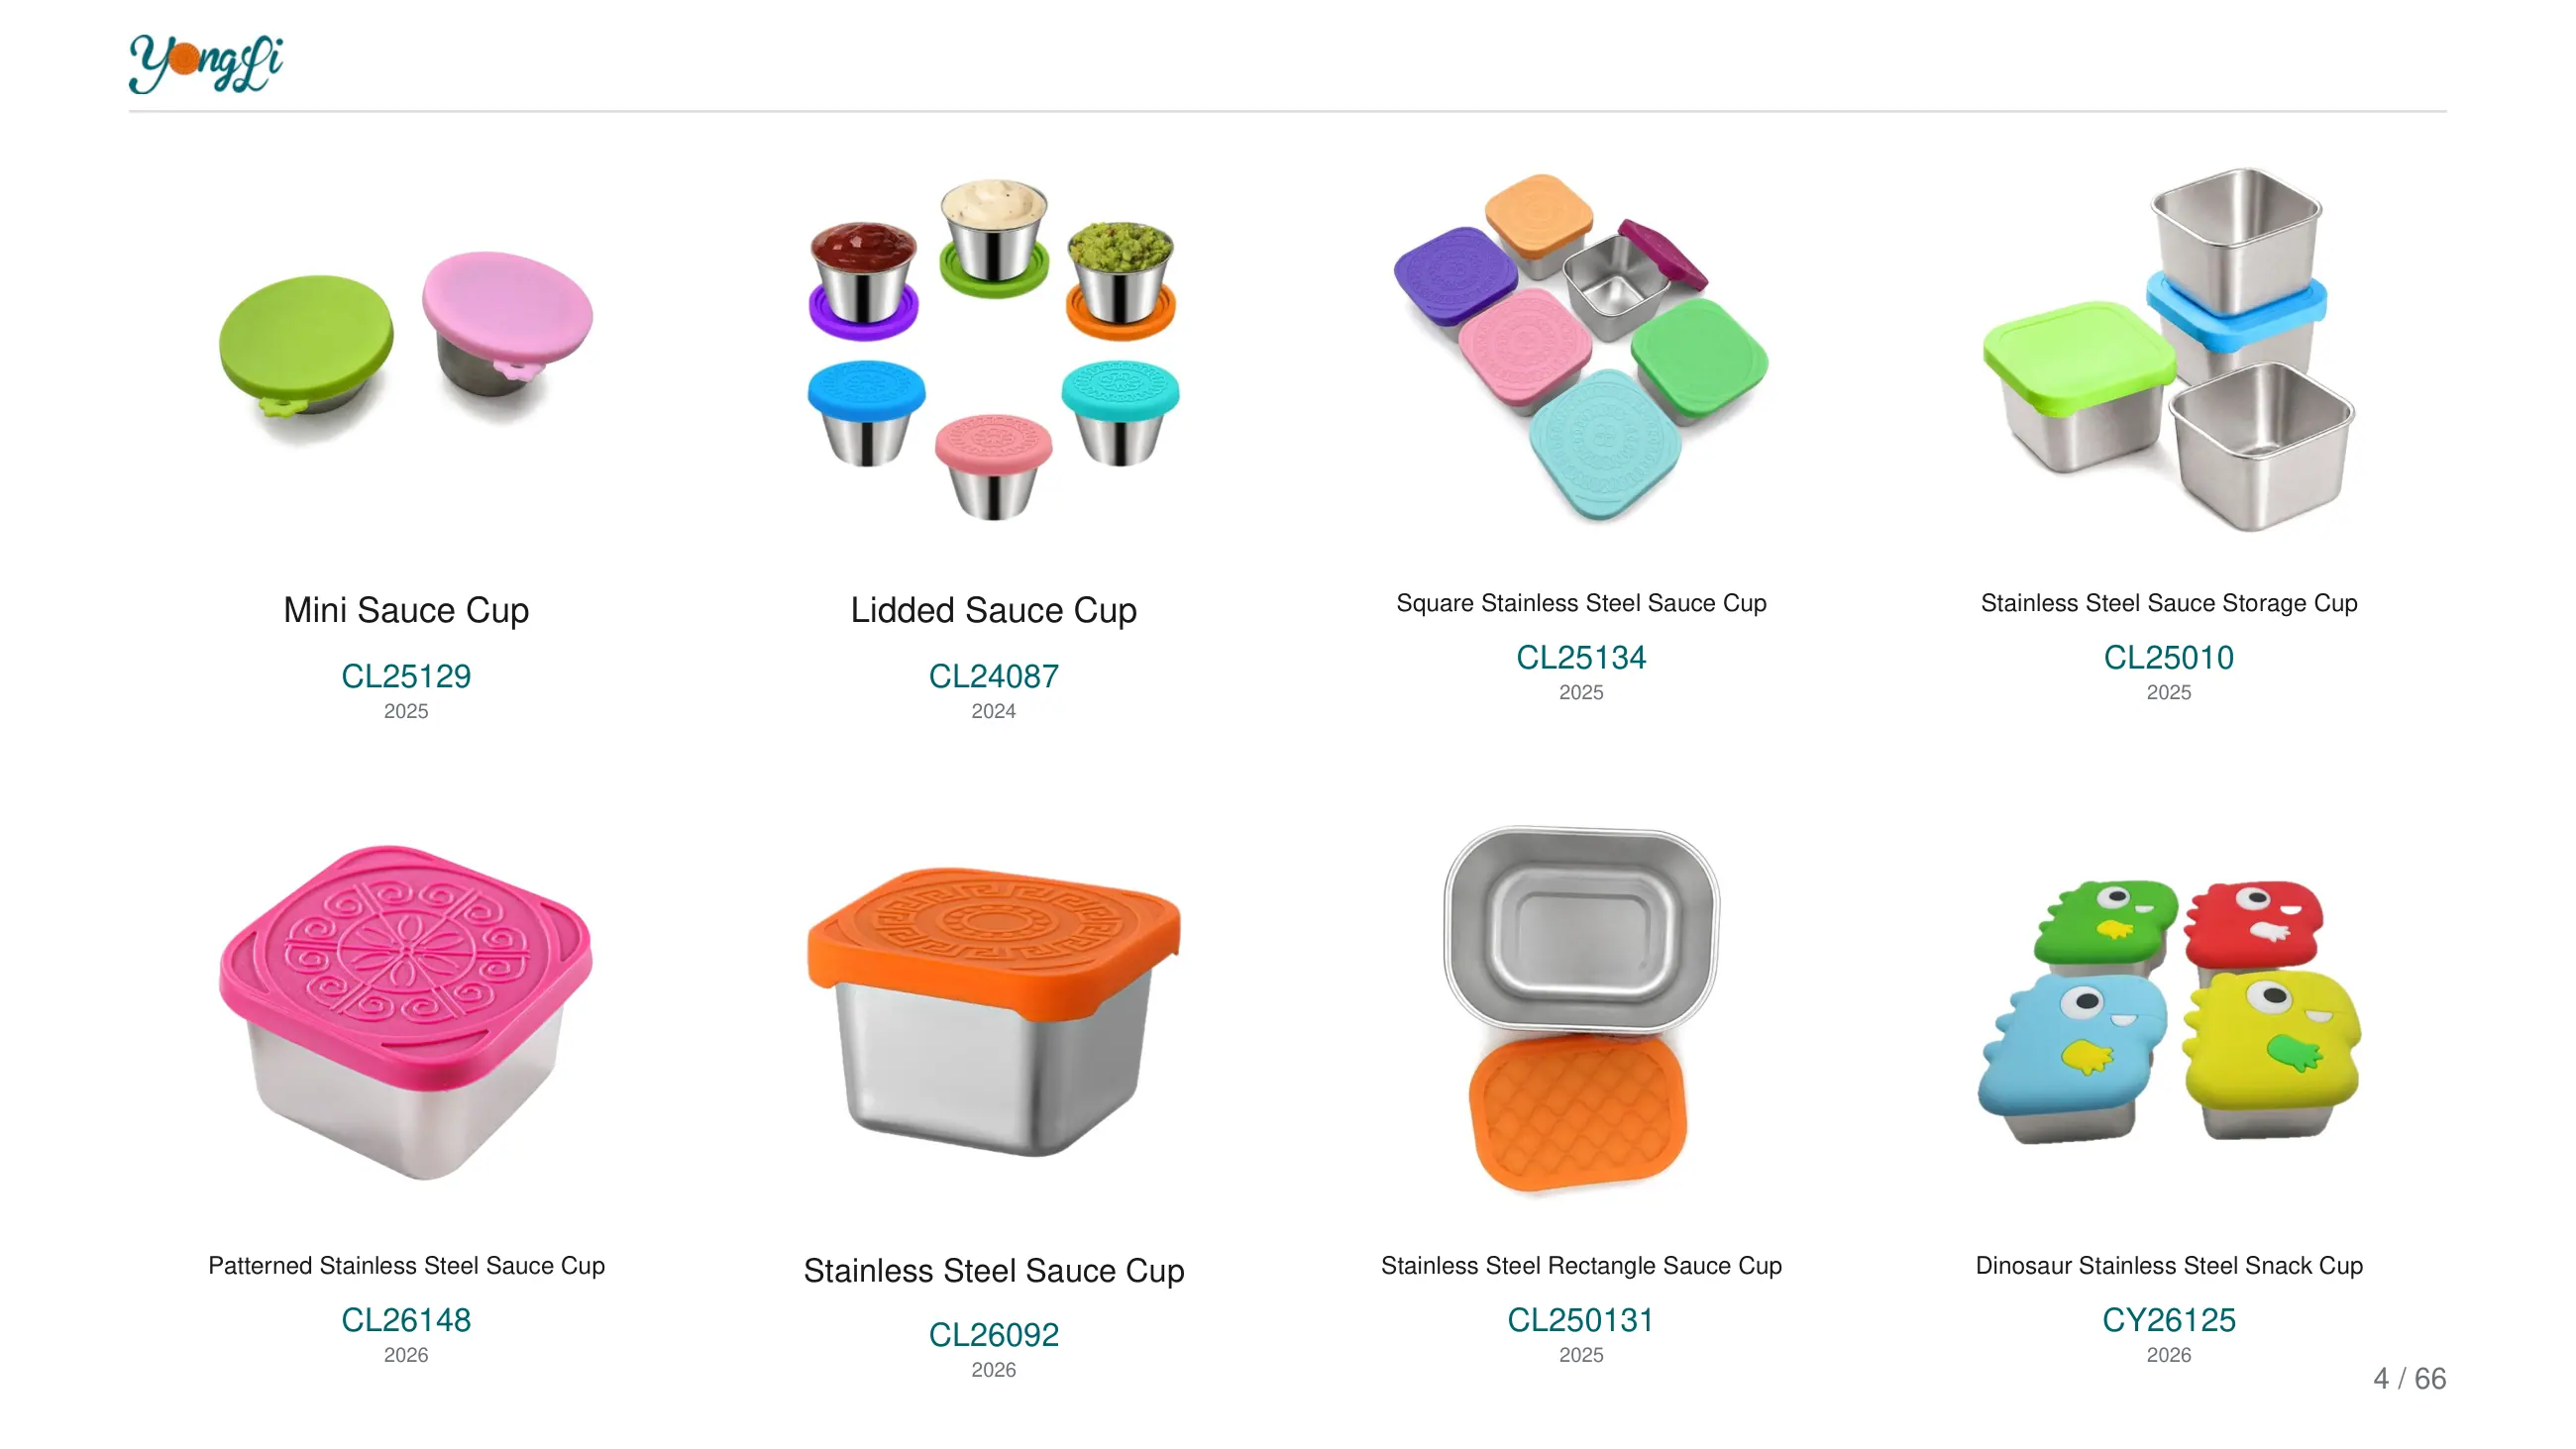 YongLi
Mini Sauce Cup
CL25129
2025
Lidded Sauce Cup
CL24087
2024
Square Stainless Steel Sauce Cup
CL25134
2025
Stainless Steel Sauce Storage Cup
CL25010
2025
Patterned Stainless Steel Sauce Cup
CL26148
2026
Stainless Steel Sauce Cup
CL26092
2026
Stainless Steel Rectangle Sauce Cup
CL250131
2025
Dinosaur Stainless Steel Snack Cup
CY26125
2026
4 / 66